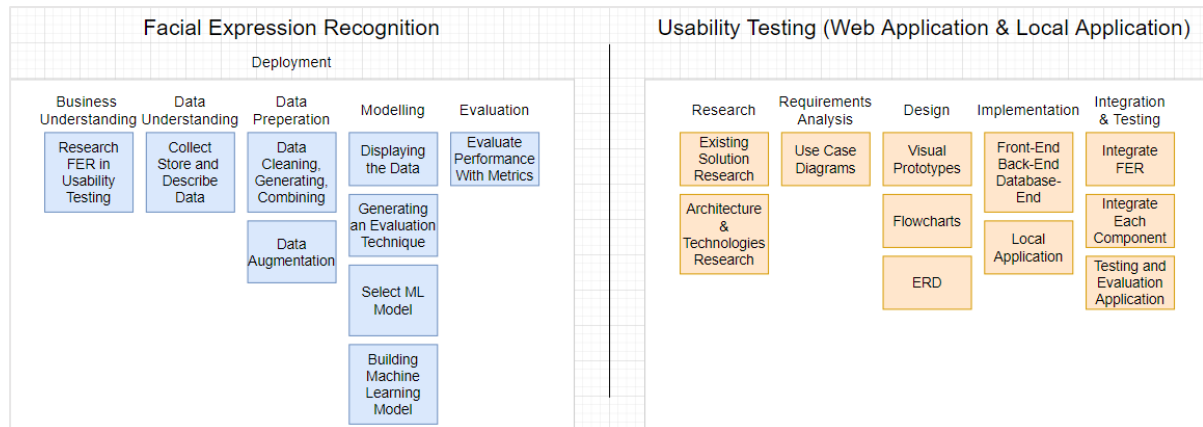 Facial Expression Recognition
Deployment
Business
Understanding
Research
FER in
Usability
Testing
Data
Understanding
Collect
Store and
Describe
Data
Data
Preparation
Data
Cleaning,
Generating,
Combining
Data
Augmentation
Modelling
Displaying
the Data
Generating
an Evaluation
Technique
Select ML
Model
Building
Machine
Learning
Model
Evaluation
Evaluate
Performance
With Metrics
Usability Testing (Web Application & Local Application)
Research
Existing
Solution
Research
Architecture
&
Technologies
Research
Requirements
Analysis
Use Case
Diagrams
Design
Visual
Prototypes
Flowcharts
ERD
Implementation
Front-End
Back-End
Database-
End
Local
Application
Integration
& Testing
Integrate
FER
Integrate
Each
Component
Testing and
Evaluation
Application